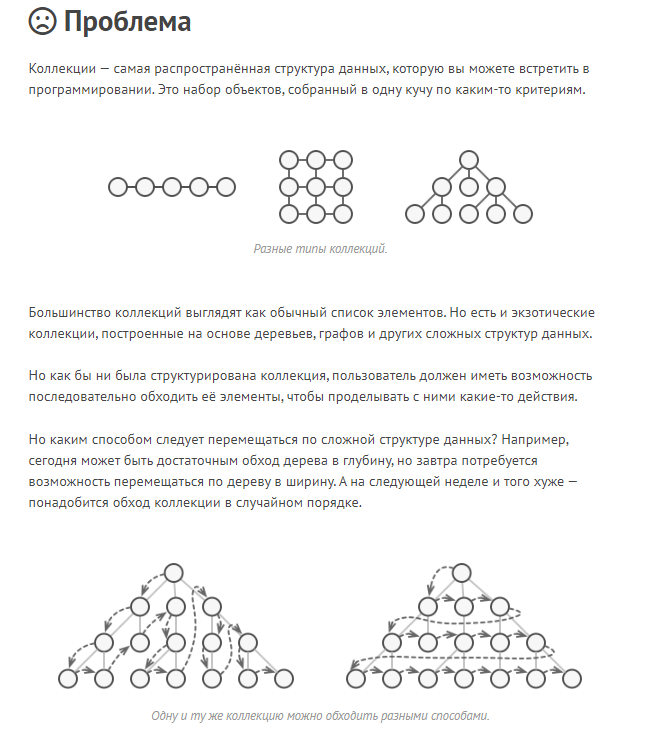 Проблема
Коллекции — самая распространённая структура данных, которую вы можете встретить в
программировании. Это набор объектов, собранный в одну кучу по каким-то критериям.
Разные типы коллекций.
Большинство коллекций выглядят как обычный список элементов. Но есть и экзотические
коллекции, построенные на основе деревьев, графов и других сложных структур данных.
Но как бы ни была структурирована коллекция, пользователь должен иметь возможность
последовательно обходить её элементы, чтобы проделывать с ними какие-то действия.
Но каким способом следует перемещаться по сложной структуре данных? Например,
сегодня может быть достаточным обход дерева в глубину, но завтра потребуется
возможность перемещаться по дереву в ширину. А на следующей неделе и того хуже —
понадобится обход коллекции в случайном порядке.
Одну и ту же коллекцию можно обходить разными способами.